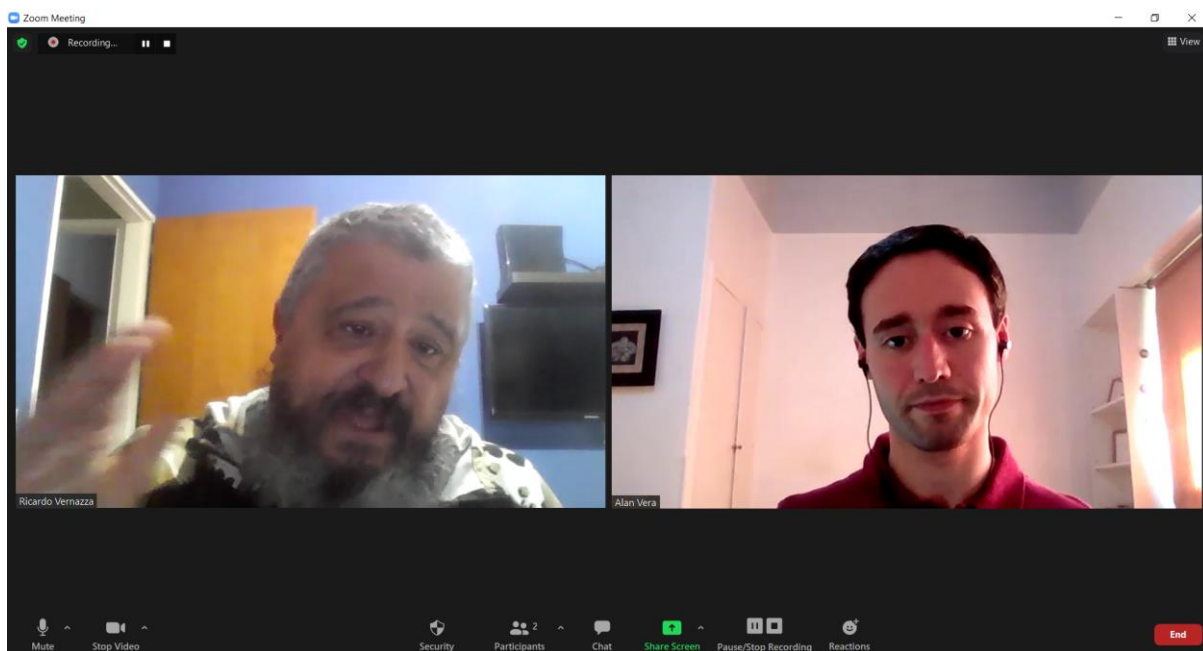 Zoom Meeting
Recording...
View
Ricardo Vernazza
Alan Vera
Mute
Stop Video
Security
Participants
2
Chat
Share Screen
Pause/Stop Recording
Reactions
End